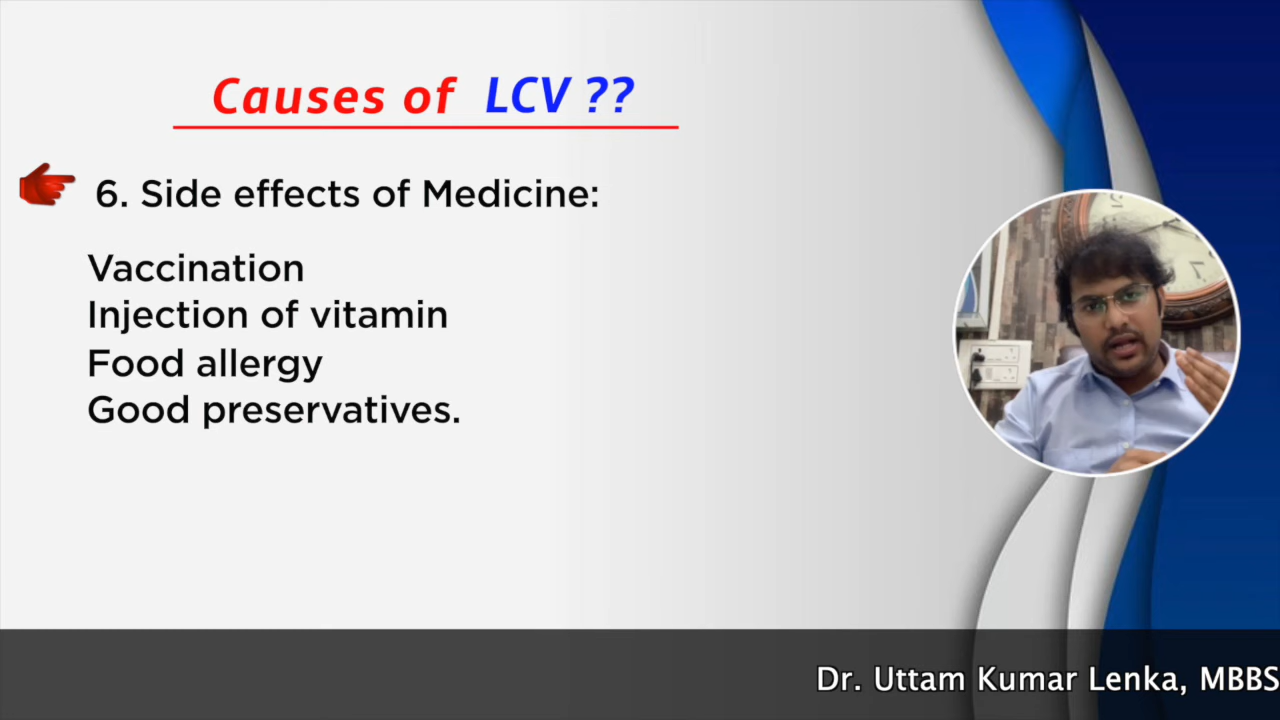 Causes of LCV ??
6. Side effects of Medicine:
Vaccination
Injection of vitamin
Food allergy
Good preservatives.
Dr. Uttam Kumar Lenka, MBBS